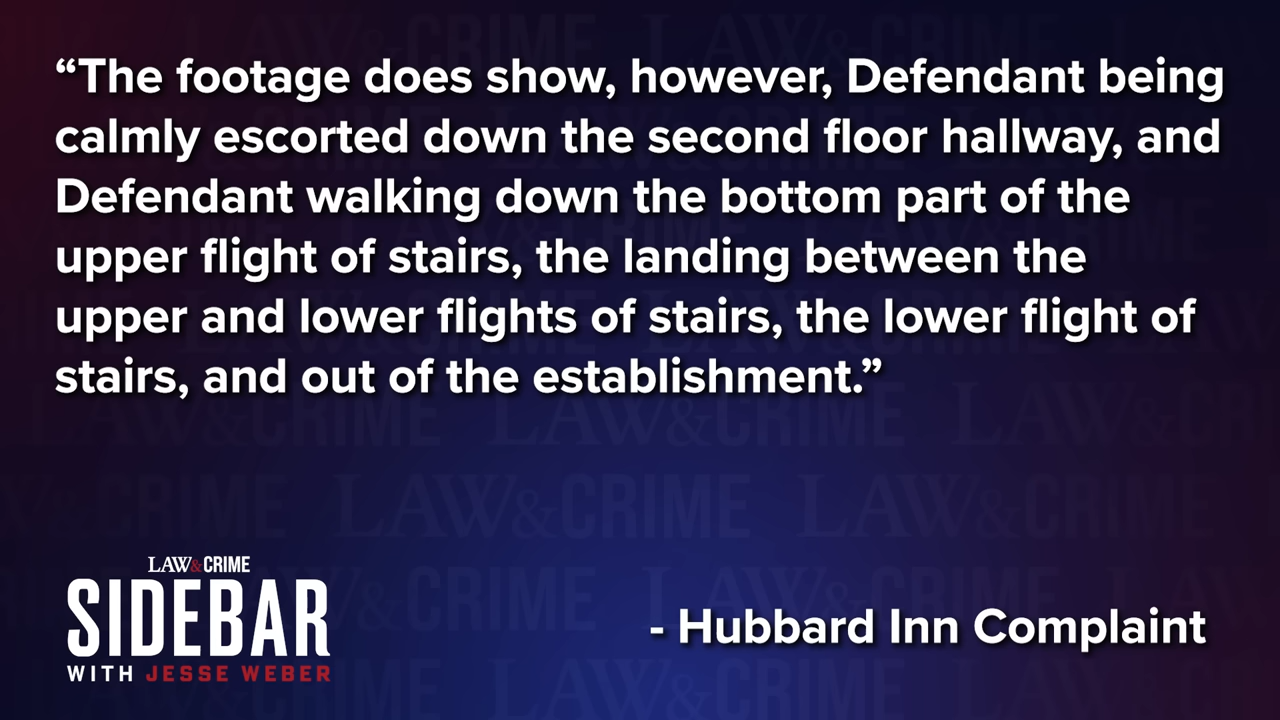 “The footage does show, however, Defendant being
calmly escorted down the second floor hallway, and
Defendant walking down the bottom part of the
upper flight of stairs, the landing between the
upper and lower flights of stairs, the lower flight of
stairs, and out of the establishment.”
LAW&CRIME
SIDEBAR
WITH JESSE WEBER
- Hubbard Inn Complaint